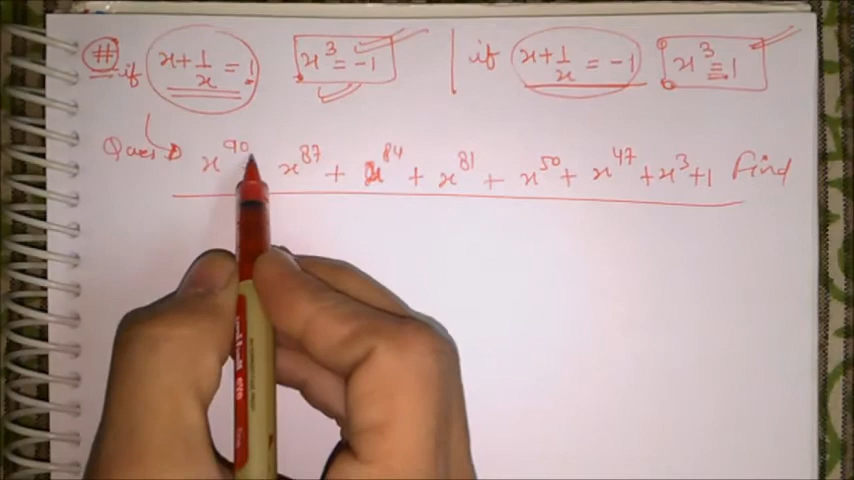 # if x + 1/x = 1 x³ = -1 | if x + 1/x = -1 x³ = 1
Ques x⁹⁰ x⁸⁷ + x⁸⁴ + x⁸¹ + x⁵⁰ + x⁴⁷ + x³ + 1 find